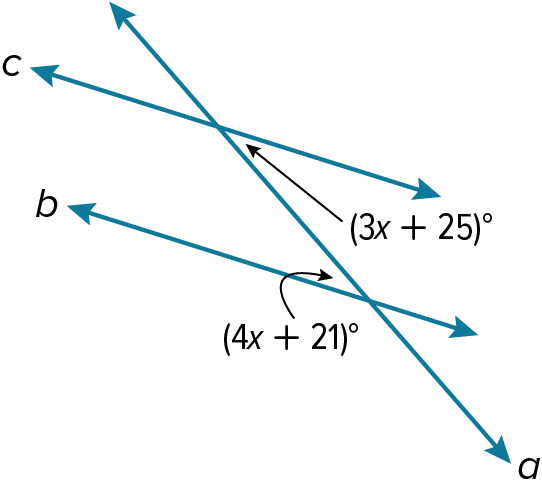 c
b
(3x + 25)°
(4x + 21)°
a